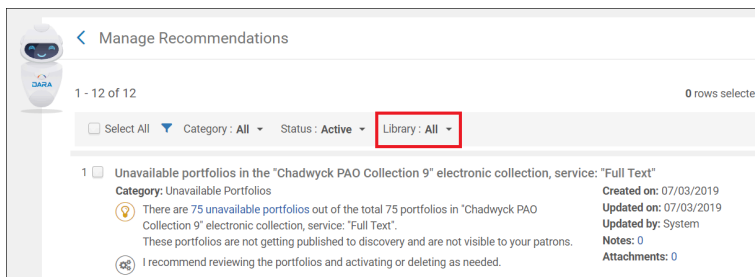 Manage Recommendations
DARA
1 - 12 of 12
0 rows selecte
Select All Category : All Status : Active Library : All
1 Unavailable portfolios in the "Chadwyck PAO Collection 9" electronic collection, service: "Full Text"
Category: Unavailable Portfolios Created on: 07/03/2019
There are 75 unavailable portfolios out of the total 75 portfolios in "Chadwyck PAO Updated on: 07/03/2019
Collection 9" electronic collection, service: "Full Text". Updated by: System
These portfolios are not getting published to discovery and are not visible to your patrons. Notes: 0
I recommend reviewing the portfolios and activating or deleting as needed. Attachments: 0